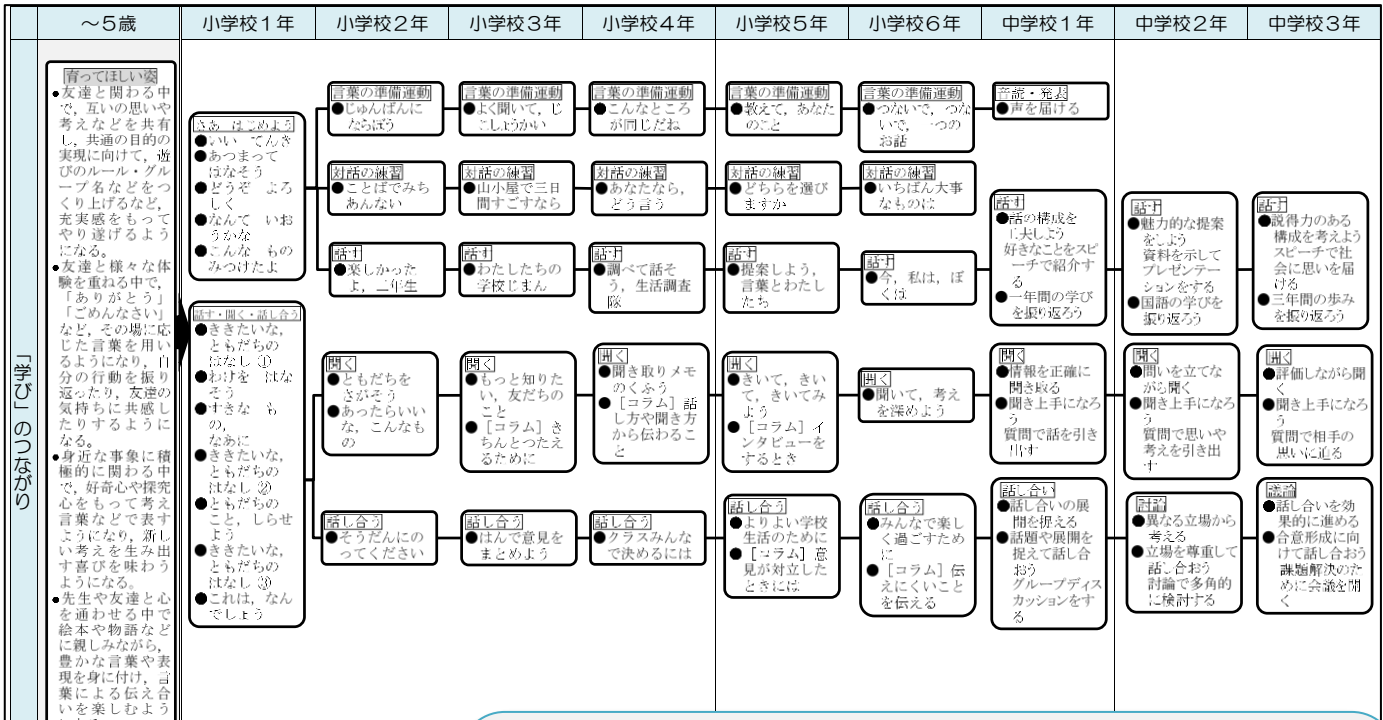 ～5歳
小学校1年
小学校2年
小学校3年
小学校4年
小学校5年
小学校6年
中学校1年
中学校2年
中学校3年
「学び」のつながり
育ってほしい姿
●友達と関わる中
で，互いの思いや
考えなどを共有
し，共通の目的の
実現に向けて，遊
びのルール・グル
ープ名などをつ
くり上げるなど，
充実感をもって
やり遂げるよう
になる。
●友達と様々な体
験を重ねる中で，
「ありがとう」
「ごめんなさい」
など，その場に応
じた言葉を用い
るようになり，自
分の行動を振り
返ったり，友達の
気持ちに共感し
たりするように
なる。
●身近な事象に積
極的に関わる中
で，好奇心や探究
心をもって考え
言葉などで表す
ようになり，新し
い考えを生み出
す喜びを味わう
ようになる。
●先生や友達と心
を通わせる中で
絵本や物語など
に親しみながら，
豊かな言葉や表
現を身に付け，言
葉による伝え合
いを楽しむよう
さあ はじめよう
●いい てんき
●あつまって
はなそう
●どうぞ よろ
しく
●なんて いお
うかな
●こんな もの
みつけたよ
話す・聞く・話し合う
●ききたいな，
ともだちの
はなし ①
●わけを はな
そう
●すきな も
の，
なあに
●ききたいな，
ともだちの
はなし ②
●ともだちの
こと，しらせ
よう
●ききたいな，
ともだちの
はなし ③
●これは，なん
でしょう
言葉の準備運動
●じゅんばんに
ならぼう
対話の練習
●ことばでみち
あんない
話す
●楽しかった
よ，二年生
聞く
●ともだちを
さがそう
●あったらいい
な，こんなも
の
話し合う
●そうだんにの
ってください
言葉の準備運動
●よく聞いて，じ
こしょうかい
対話の練習
●山小屋で三日
間すごすなら
話す
●わたしたちの
学校じまん
聞く
●もっと知りた
い，友だちの
こと
●［コラム］き
ちんとつたえ
るために
話し合う
●はんで意見を
まとめよう
言葉の準備運動
●こんなところ
が同じだね
対話の練習
●あなたなら，
どう言う
話す
●調べて話そ
う，生活調査
隊
聞く
●聞き取りメモ
のくふう
●［コラム］話
し方や聞き方
から伝わるこ
と
話し合う
●クラスみんな
で決めるには
言葉の準備運動
●教えて，あなた
のこと
対話の練習
●どちらを選び
ますか
話す
●提案しよう，
言葉とわたし
たち
聞く
●きいて，きい
て，きいてみ
よう
●［コラム］イ
ンタビューを
するとき
話し合う
●よりよい学校
生活のために
●［コラム］意
見が対立した
ときには
言葉の準備運動
●つないで，つな
いで，一つの
お話
対話の練習
●いちばん大事
なものは
話す
●今，私は，ぼ
くは
聞く
●聞いて，考え
を深めよう
話し合う
●みんなで楽し
く過ごすため
に
●［コラム］伝
えにくいこと
を伝える
音読・発表
●声を届ける
話す
●話の構成を
工夫しよう
好きなことをスピ
ーチで紹介す
る
●一年間の学び
を振り返ろう
聞く
●情報を正確に
聞き取る
●聞き上手になろ
う
質問で話を引き
出す
話し合い
●話し合いの展
開を捉える
●話題や展開を
捉えて話し合
おう
グループディス
カッションをす
る
話す
●魅力的な提案
をしよう
資料を示して
プレゼンテー
ションをする
●国語の学びを
振り返ろう
聞く
●問いを立てな
がら聞く
●聞き上手になろ
う
質問で思いや
考えを引き出
す
討論
●異なる立場から
考える
●立場を尊重して
話し合おう
討論で多角的
に検討する
話す
●説得力のある
構成を考えよう
スピーチで社
会に思いを届
ける
●三年間の歩み
を振り返ろう
聞く
●評価しながら聞
く
●聞き上手になろ
う
質問で相手の
思いに迫る
議論
●話し合いを効
果的に進める
●合意形成に向
けて話し合おう
課題解決のた
めに会議を開
く